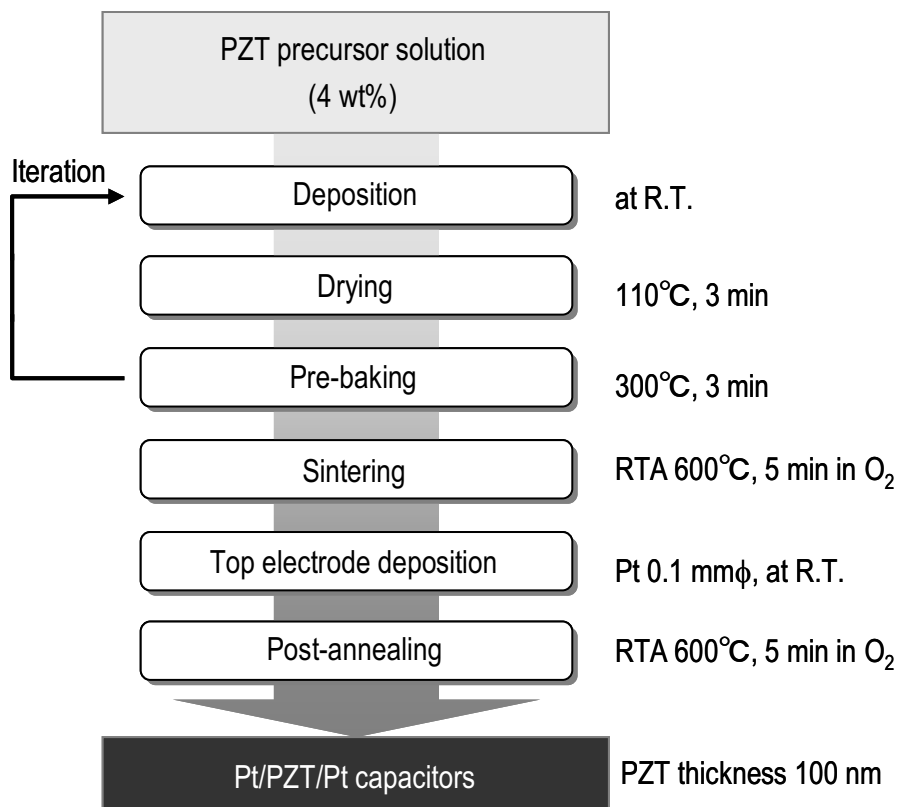 PZT precursor solution
(4 wt%)
Iteration
Deposition
at R.T.
Drying
110℃, 3 min
Pre-baking
300℃, 3 min
Sintering
RTA 600℃, 5 min in O₂
Top electrode deposition
Pt 0.1 mmϕ, at R.T.
Post-annealing
RTA 600℃, 5 min in O₂
Pt/PZT/Pt capacitors
PZT thickness 100 nm